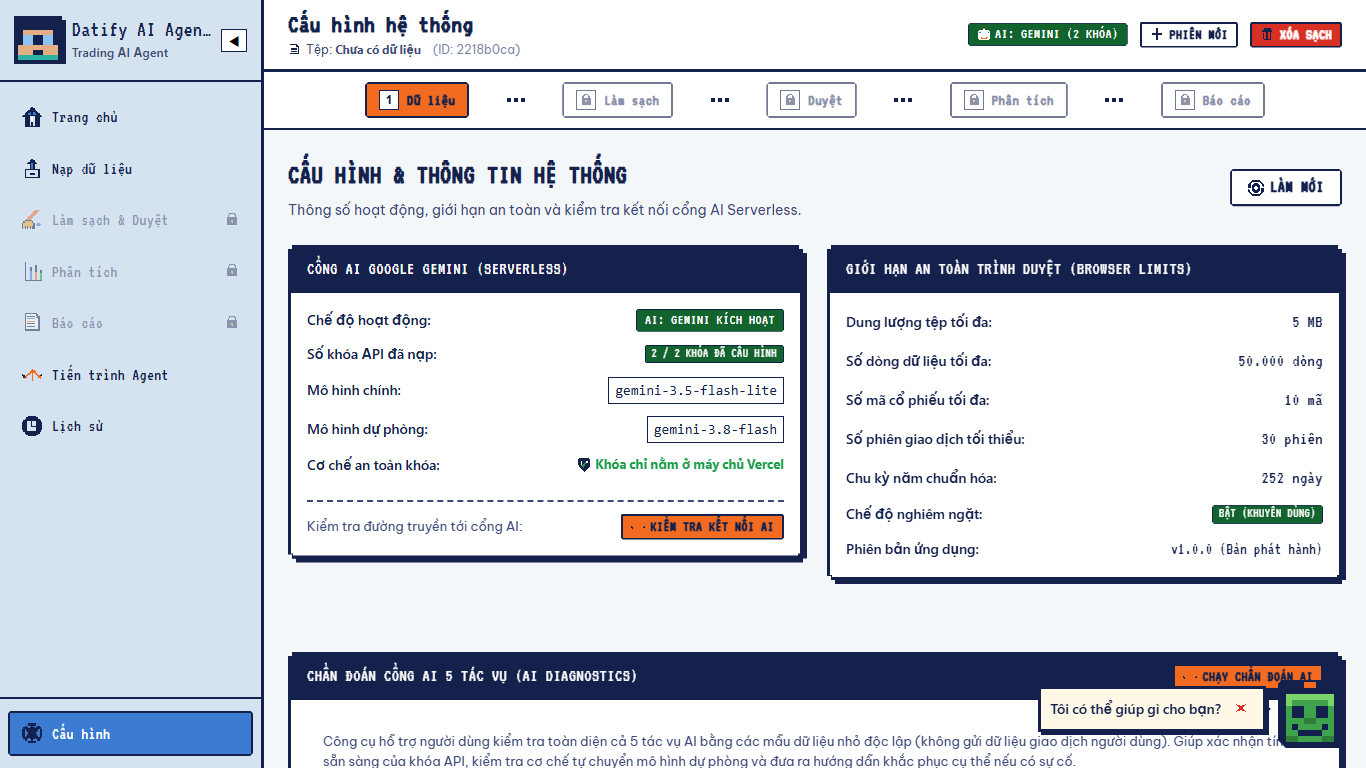 Datify AI Agen…
Trading AI Agent
Trang chủ
Nạp dữ liệu
Làm sạch & Duyệt
Phân tích
Báo cáo
Tiến trình Agent
Lịch sử
Cấu hình
Cấu hình hệ thống
Tệp: Chưa có dữ liệu (ID: 2218b0ca)
AI: GEMINI (2 KHÓA)
PHIÊN MỚI
XÓA SẠCH
1 Dữ liệu
Làm sạch
Duyệt
Phân tích
Báo cáo
CẤU HÌNH & THÔNG TIN HỆ THỐNG
Thông số hoạt động, giới hạn an toàn và kiểm tra kết nối cổng AI Serverless.
LÀM MỚI
CỔNG AI GOOGLE GEMINI (SERVERLESS)
Chế độ hoạt động: AI: GEMINI KÍCH HOẠT
Số khóa API đã nạp: 2 / 2 KHÓA ĐÃ CẤU HÌNH
Mô hình chính: gemini-3.5-flash-lite
Mô hình dự phòng: gemini-3.8-flash
Cơ chế an toàn khóa: Khóa chỉ nằm ở máy chủ Vercel
Kiểm tra đường truyền tới cổng AI: KIỂM TRA KẾT NỐI AI
GIỚI HẠN AN TOÀN TRÌNH DUYỆT (BROWSER LIMITS)
Dung lượng tệp tối đa: 5 MB
Số dòng dữ liệu tối đa: 50.000 dòng
Số mã cổ phiếu tối đa: 10 mã
Số phiên giao dịch tối thiểu: 30 phiên
Chu kỳ năm chuẩn hóa: 252 ngày
Chế độ nghiêm ngặt: BẬT (KHUYÊN DÙNG)
Phiên bản ứng dụng: v1.0.0 (Bản phát hành)
CHẨN ĐOÁN CỔNG AI 5 TÁC VỤ (AI DIAGNOSTICS)
CHẠY CHẨN ĐOÁN AI
Tôi có thể giúp gì cho bạn?
Công cụ hỗ trợ người dùng kiểm tra toàn diện cả 5 tác vụ AI bằng các mẫu dữ liệu nhỏ độc lập (không gửi dữ liệu giao dịch người dùng). Giúp xác nhận
sẵn sàng của khóa API, kiểm tra cơ chế tự chuyển mô hình dự phòng và đưa ra hướng dẫn khắc phục cụ thể nếu có sự cố.